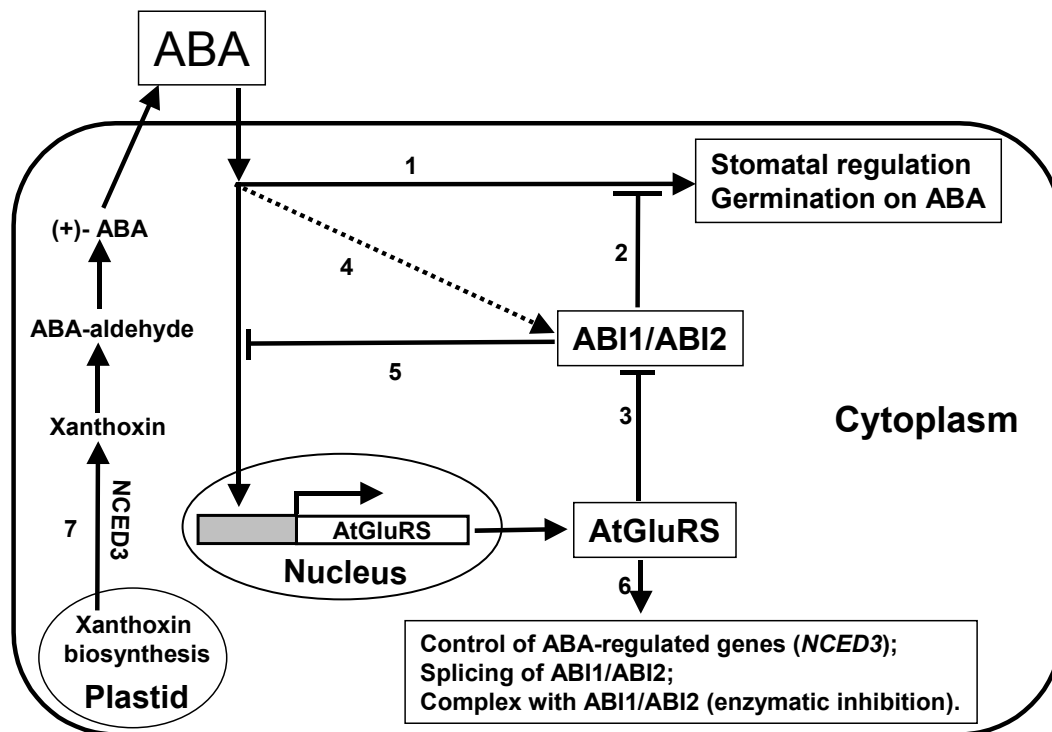 ABA
1
Stomatal regulation
Germination on ABA
(+)- ABA
4
2
ABA-aldehyde
ABI1/ABI2
5
3
Cytoplasm
Xanthoxin
NCED3
7
AtGluRS
Nucleus
AtGluRS
6
Xanthoxin
biosynthesis
Plastid
Control of ABA-regulated genes (NCED3);
Splicing of ABI1/ABI2;
Complex with ABI1/ABI2 (enzymatic inhibition).